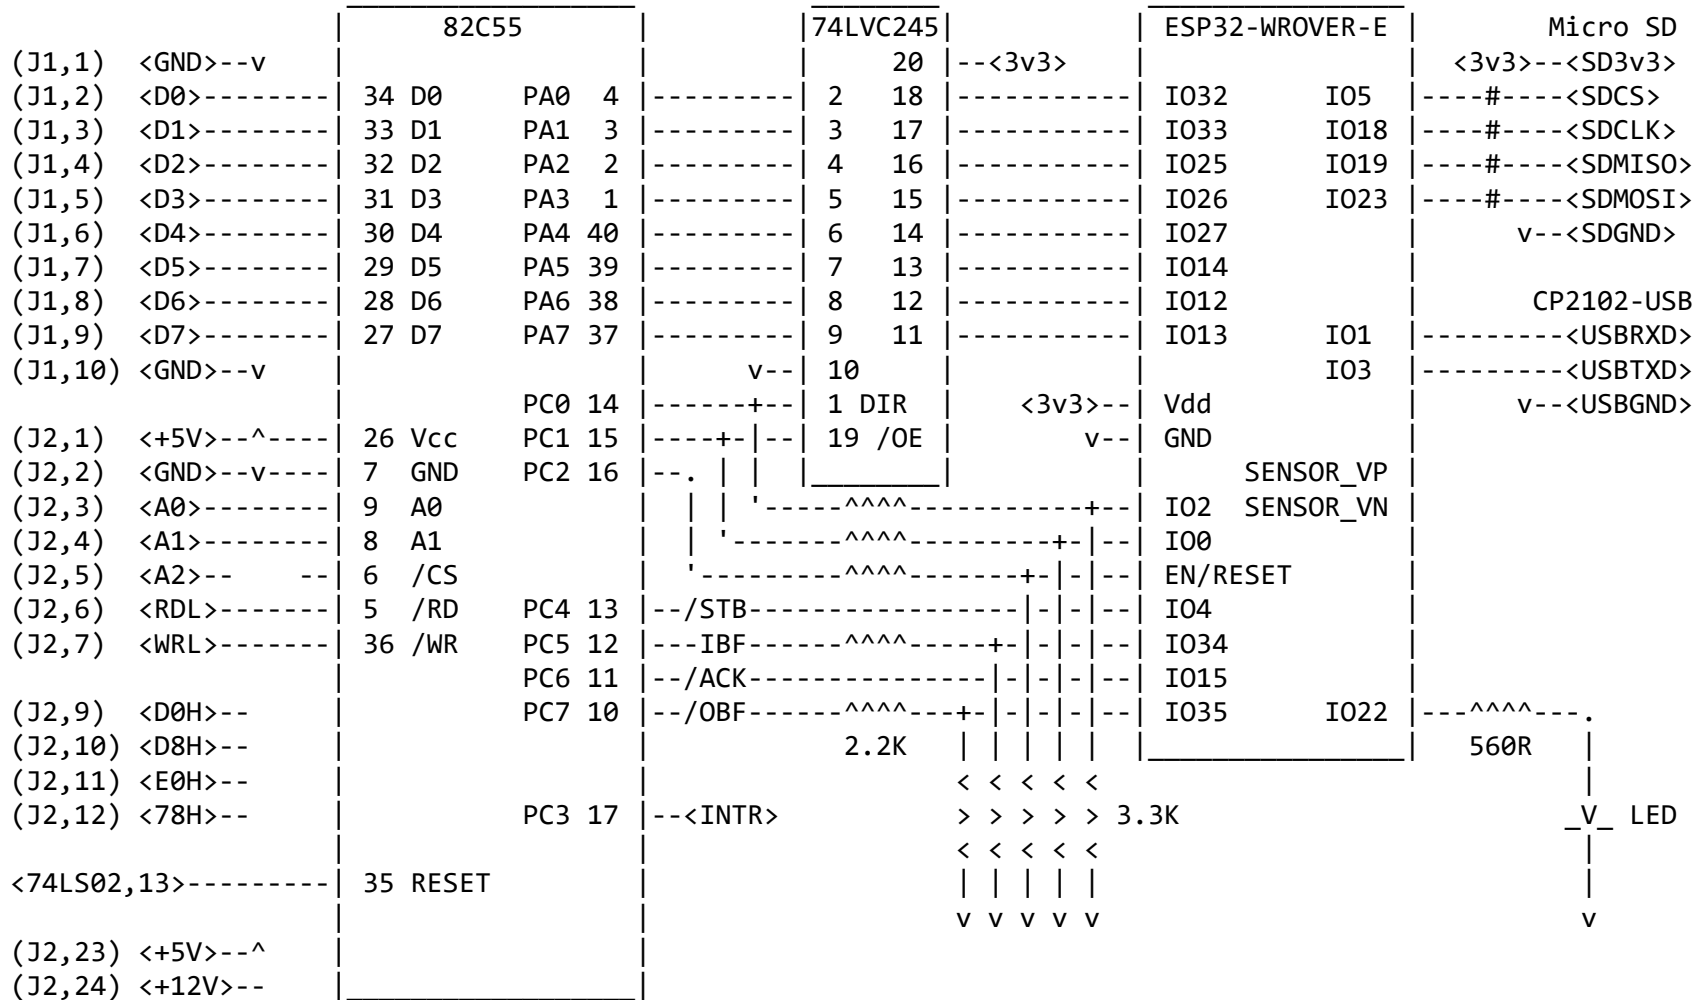 __________________          ________             ________________
|      82C55       |        |74LVC245|           | ESP32-WROVER-E |        Micro SD
(J1,1)  <GND>--v    |                  |         |     20 |--<3v3>    |                |  <3v3>--<SD3v3>
(J1,2)  <D0>--------| 34 D0     PA0  4 |---------| 2   18 |-----------| IO32      IO5  |----#----<SDCS>
(J1,3)  <D1>--------| 33 D1     PA1  3 |---------| 3   17 |-----------| IO33      IO18 |----#----<SDCLK>
(J1,4)  <D2>--------| 32 D2     PA2  2 |---------| 4   16 |-----------| IO25      IO19 |----#----<SDMISO>
(J1,5)  <D3>--------| 31 D3     PA3  1 |---------| 5   15 |-----------| IO26      IO23 |----#----<SDMOSI>
(J1,6)  <D4>--------| 30 D4     PA4 40 |---------| 6   14 |-----------| IO27           |      v--<SDGND>
(J1,7)  <D5>--------| 29 D5     PA5 39 |---------| 7   13 |-----------| IO14           |
(J1,8)  <D6>--------| 28 D6     PA6 38 |---------| 8   12 |-----------| IO12           |       CP2102-USB
(J1,9)  <D7>--------| 27 D7     PA7 37 |---------| 9   11 |-----------| IO13      IO1  |---------<USBRXD>
(J1,10) <GND>--v    |                  |      v--| 10     |           |           IO3  |---------<USBTXD>
                    |           PC0 14 |------+--| 1 DIR  |    <3v3>--| Vdd            |      v--<USBGND>
(J2,1)  <+5V>--^----| 26 Vcc    PC1 15 |----+-|--| 19 /OE |        v--| GND            |
(J2,2)  <GND>--v----| 7  GND    PC2 16 |--. | |  |________|           |      SENSOR_VP |
(J2,3)  <A0>--------| 9  A0            |  | | '-----^^^^-----------+--| IO2  SENSOR_VN |
(J2,4)  <A1>--------| 8  A1            |  | '-------^^^^---------+-|--| IO0            |
(J2,5)  <A2>--    --| 6  /CS           |  '---------^^^^-------+-|-|--| EN/RESET       |
(J2,6)  <RDL>-------| 5  /RD    PC4 13 |--/STB-----------------|-|-|--| IO4            |
(J2,7)  <WRL>-------| 36 /WR    PC5 12 |---IBF------^^^^-----+-|-|-|--| IO34           |
                    |           PC6 11 |--/ACK---------------|-|-|-|--| IO15           |
(J2,9)  <D0H>--     |           PC7 10 |--/OBF------^^^^---+-|-|-|-|--| IO35      IO22 |---^^^^---.
(J2,10) <D8H>--     |                  |            2.2K   | | | | |  |________________|   560R   |
(J2,11) <E0H>--     |                  |                   < < < < <                              |
(J2,12) <78H>--     |           PC3 17 |--<INTR>           > > > > > 3.3K                        _V_ LED
                    |                  |                   < < < < <                              |
<74LS02,13>---------| 35 RESET         |                   | | | | |                              |
                    |                  |                   v v v v v                              v
(J2,23) <+5V>--^    |                  |
(J2,24) <+12V>--    |__________________|